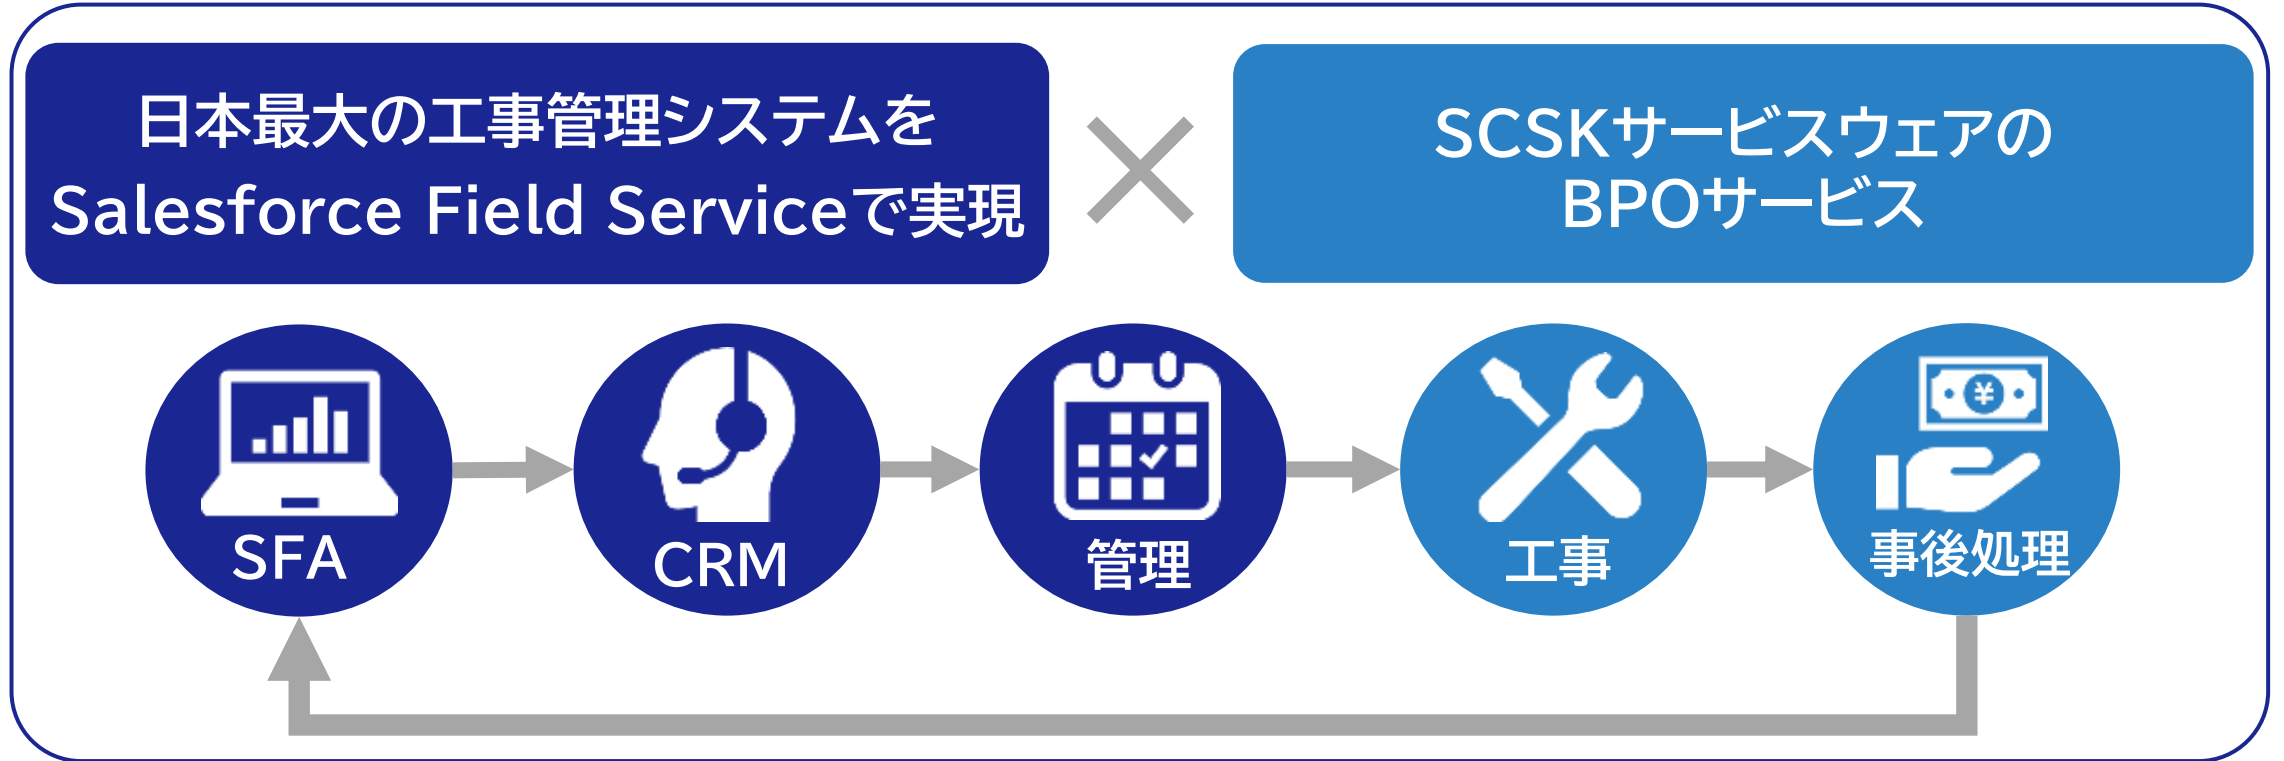 日本最大の工事管理システムを
Salesforce Field Serviceで実現
SCSKサービスウェアの
BPOサービス
SFA
CRM
管理
工事
¥
事後処理